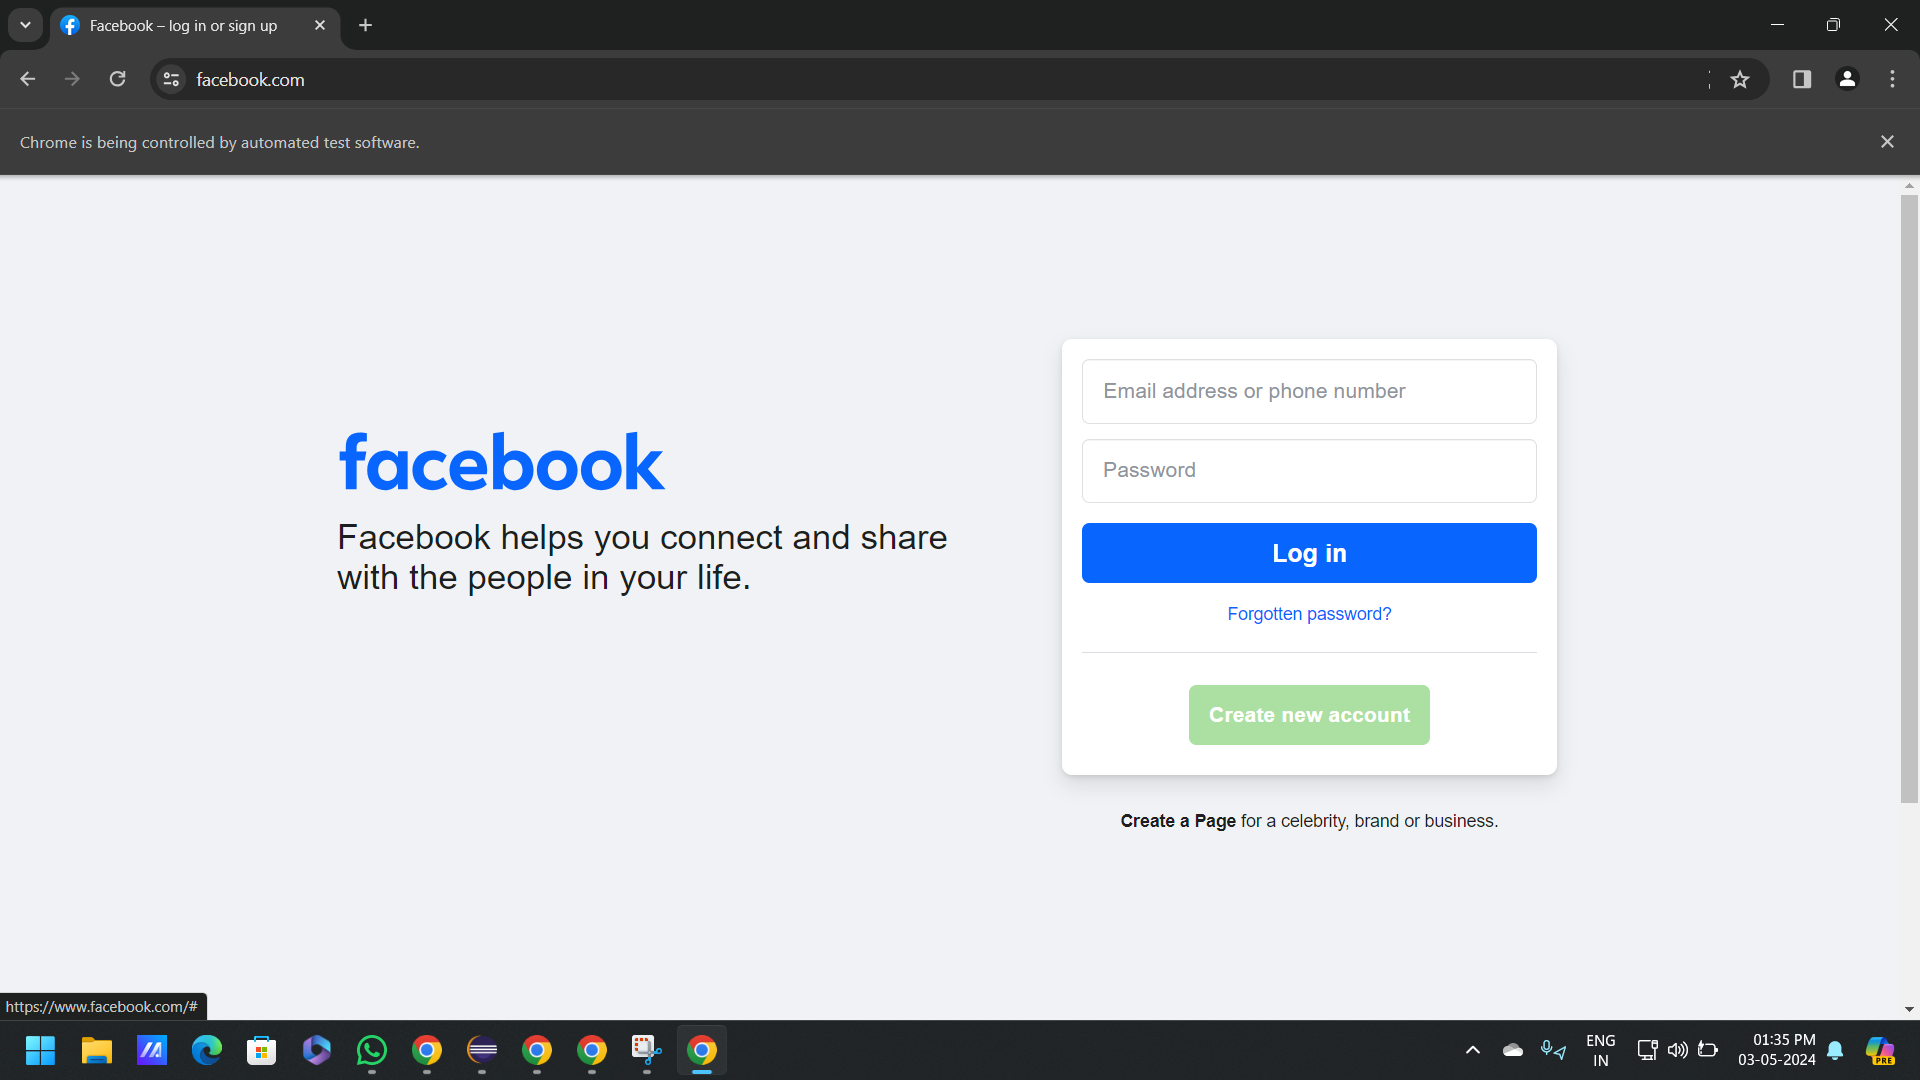 Facebook – log in or sign up
facebook.com
Chrome is being controlled by automated test software.
facebook
Facebook helps you connect and share
with the people in your life.
Email address or phone number
Password
Log in
Forgotten password?
Create new account
Create a Page for a celebrity, brand or business.
https://www.facebook.com/#
ENG
IN
01:35 PM
03-05-2024
PRE